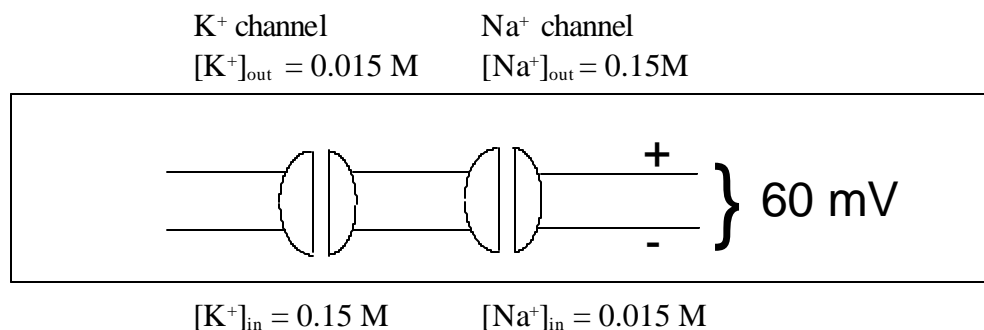 K⁺ channel Na⁺ channel
[K⁺]out = 0.015 M [Na⁺]out = 0.15M
+
} 60 mV
-
[K⁺]in = 0.15 M [Na⁺]in = 0.015 M